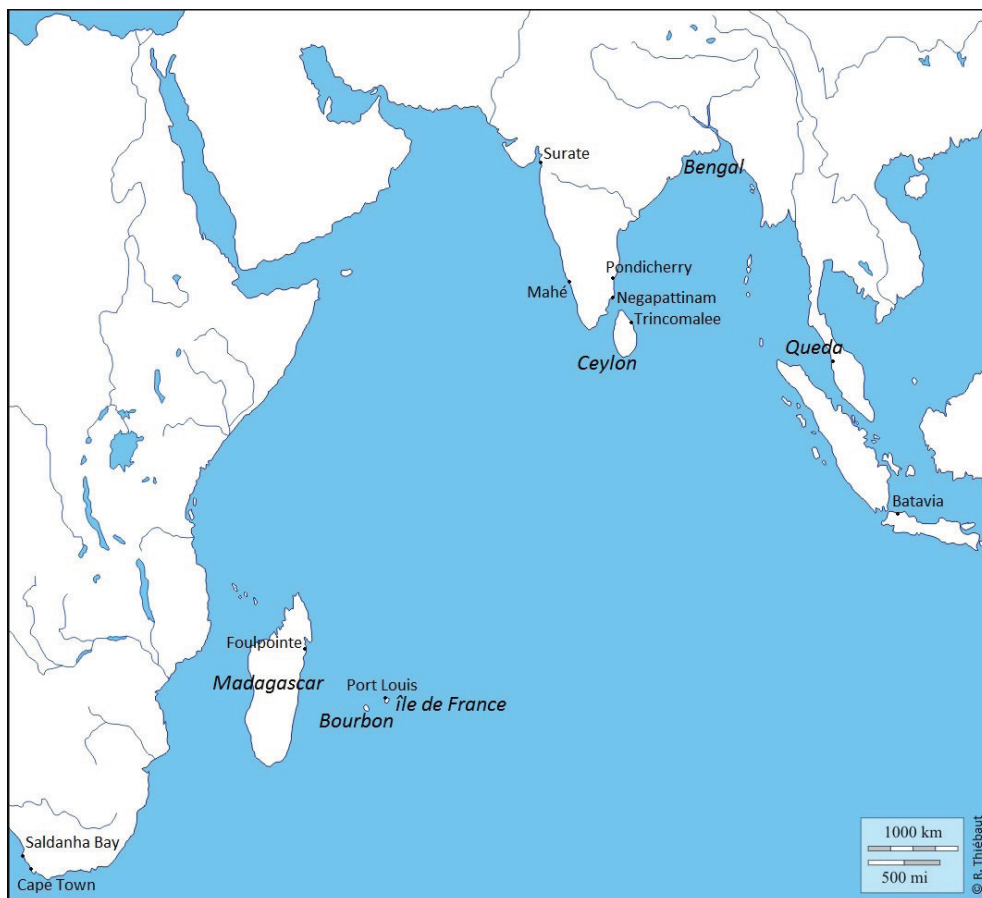 Surate
Bengal
Pondicherry
Mahé
Negapattinam
Trincomalee
Queda
Ceylon
Batavia
Foulpointe
Madagascar
Port Louis
île de France
Bourbon
Saldanha Bay
Cape Town
1000 km
500 mi
© R. Thiébaut